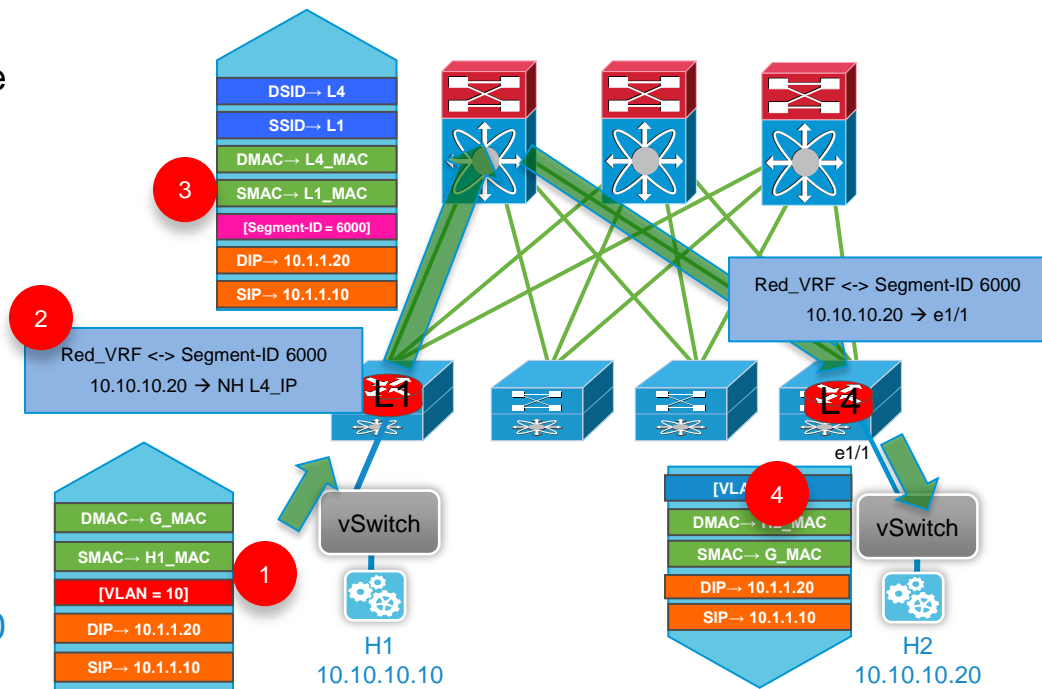 e
DSID→ L4
SSID→ L1
DMAC→ L4_MAC
SMAC→ L1_MAC
[Segment-ID = 6000]
DIP→ 10.1.1.20
SIP→ 10.1.1.10
3
2
Red_VRF <-> Segment-ID 6000
10.10.10.20 → NH L4_IP
Red_VRF <-> Segment-ID 6000
10.10.10.20 → e1/1
L1
L4
e1/1
DMAC→ G_MAC
SMAC→ H1_MAC
[VLAN = 10]
DIP→ 10.1.1.20
SIP→ 10.1.1.10
1
vSwitch
H1
10.10.10.10
4
DMAC→ H2_MAC
SMAC→ G_MAC
DIP→ 10.1.1.20
SIP→ 10.1.1.10
vSwitch
H2
10.10.10.20